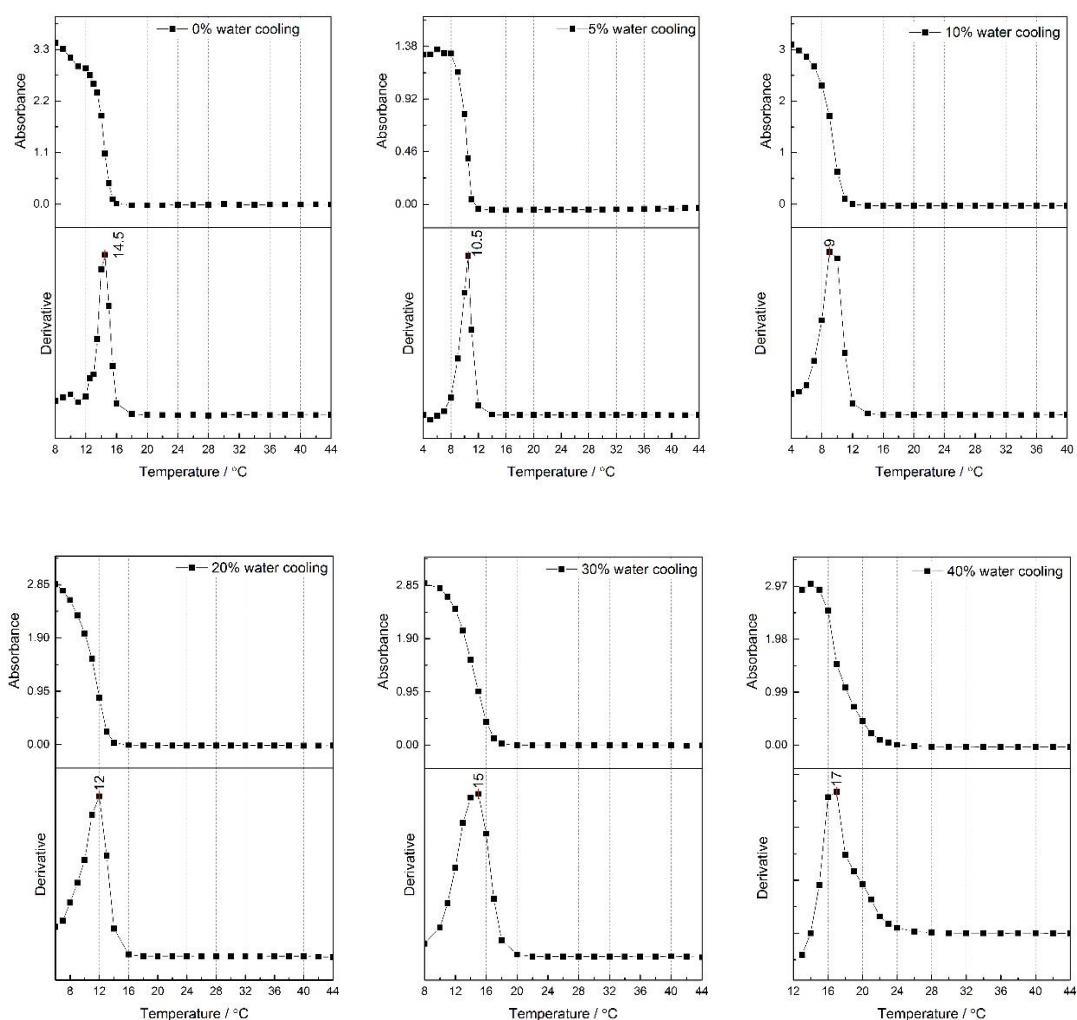 0% water cooling
Absorbance
3.3
2.2
1.1
0.0
14.5
Derivative
8 12 16 20 24 28 32 36 40 44
Temperature / °C
5% water cooling
Absorbance
1.38
0.92
0.46
0.00
10.5
Derivative
4 8 12 16 20 24 28 32 36 40 44
Temperature / °C
10% water cooling
Absorbance
3
2
1
0
9
Derivative
4 8 12 16 20 24 28 32 36 40
Temperature / °C
20% water cooling
Absorbance
2.85
1.90
0.95
0.00
12
Derivative
8 12 16 20 24 28 32 36 40 44
Temperature / °C
30% water cooling
Absorbance
2.85
1.90
0.95
0.00
15
Derivative
8 12 16 20 24 28 32 36 40 44
Temperature / °C
40% water cooling
Absorbance
2.97
1.98
0.99
0.00
17
Derivative
12 16 20 24 28 32 36 40 44
Temperature / °C